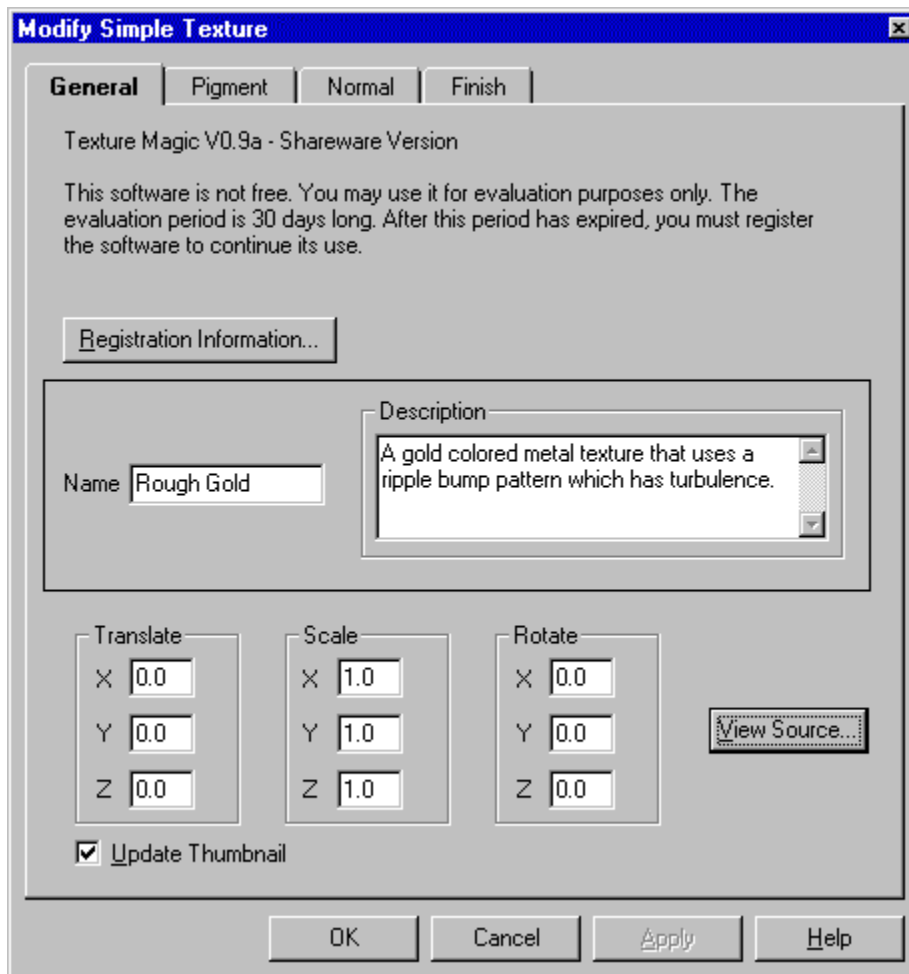 Modify Simple Texture
General Pigment Normal Finish
Texture Magic V0.9a - Shareware Version
This software is not free. You may use it for evaluation purposes only. The
evaluation period is 30 days long. After this period has expired, you must register
the software to continue its use.
Registration Information...
Description
Name Rough Gold
A gold colored metal texture that uses a
ripple bump pattern which has turbulence.
Translate Scale Rotate
X 0.0 X 1.0 X 0.0
Y 0.0 Y 1.0 Y 0.0
View Source...
Z 0.0 Z 1.0 Z 0.0
Update Thumbnail
OK Cancel Apply Help